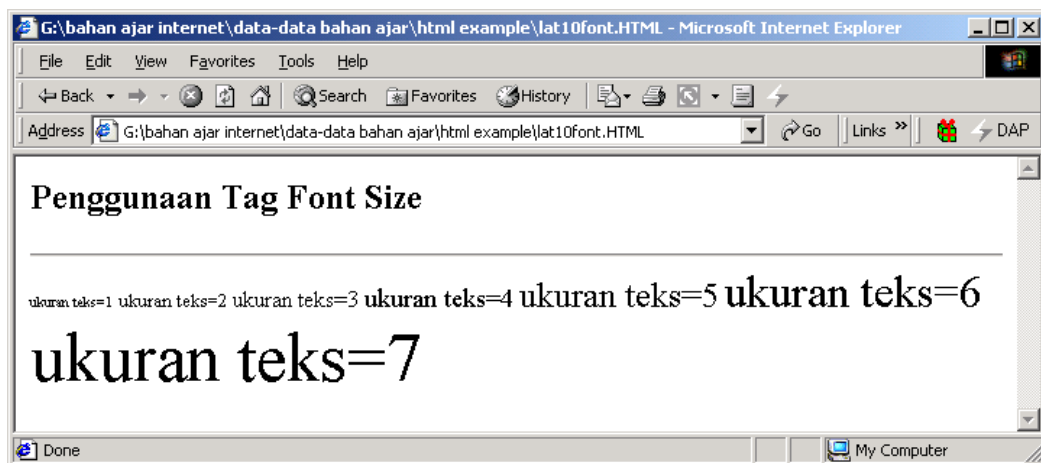 G:\bahan ajar internet\data-data bahan ajar\html example\lat10font.HTML - Microsoft Internet Explorer
File Edit View Favorites Tools Help
Back Search Favorites History
Address G:\bahan ajar internet\data-data bahan ajar\html example\lat10font.HTML Go Links » DAP
Penggunaan Tag Font Size
ukuran teks=1 ukuran teks=2 ukuran teks=3 ukuran teks=4 ukuran teks=5 ukuran teks=6
ukuran teks=7
Done My Computer